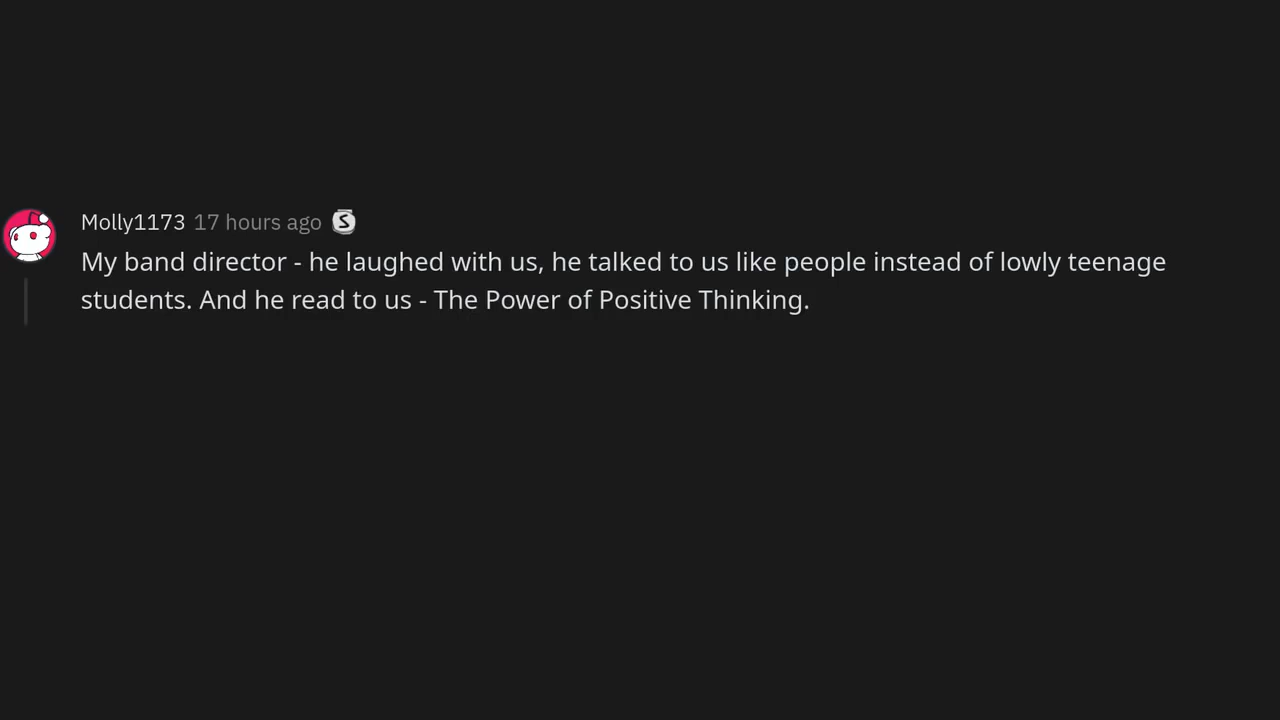 Molly1173 17 hours ago S
My band director - he laughed with us, he talked to us like people instead of lowly teenage
students. And he read to us - The Power of Positive Thinking.